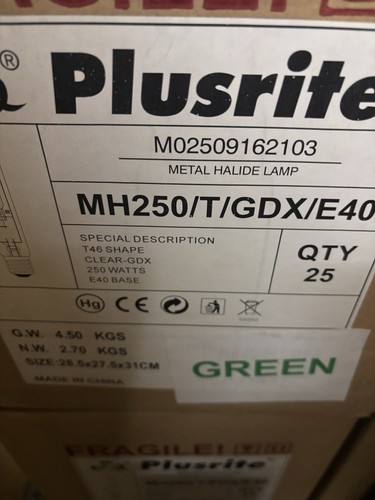 FRAGILE!
® Plusrite
M02509162103
METAL HALIDE LAMP
MH250/T/GDX/E40
SPECIAL DESCRIPTION
T46 SHAPE
CLEAR-GDX
250 WATTS
E40 BASE
QTY
25
Hg CE
G.W. 4.50 KGS
N.W. 2.70 KGS
SIZE:28.5x27.5x31CM
MADE IN CHINA
GREEN
FRAGILE!
Plusrite